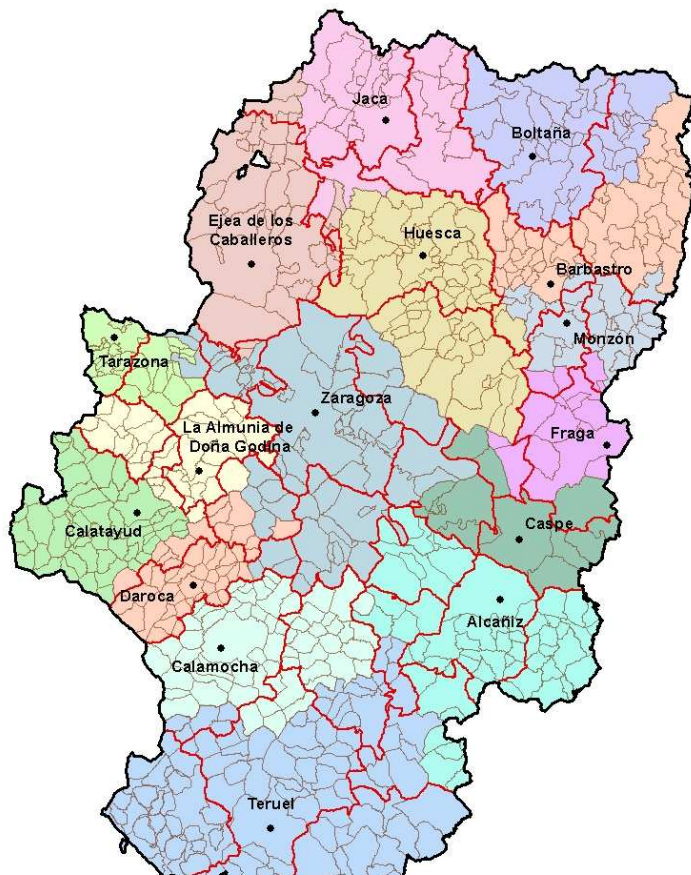 Jaca
Boltaña
Ejea de los
Caballeros
Huesca
Barbastro
Monzón
Tarazona
Zaragoza
La Almunia de
Doña Godina
Fraga
Calatayud
Caspe
Daroca
Alcañiz
Calamocha
Teruel